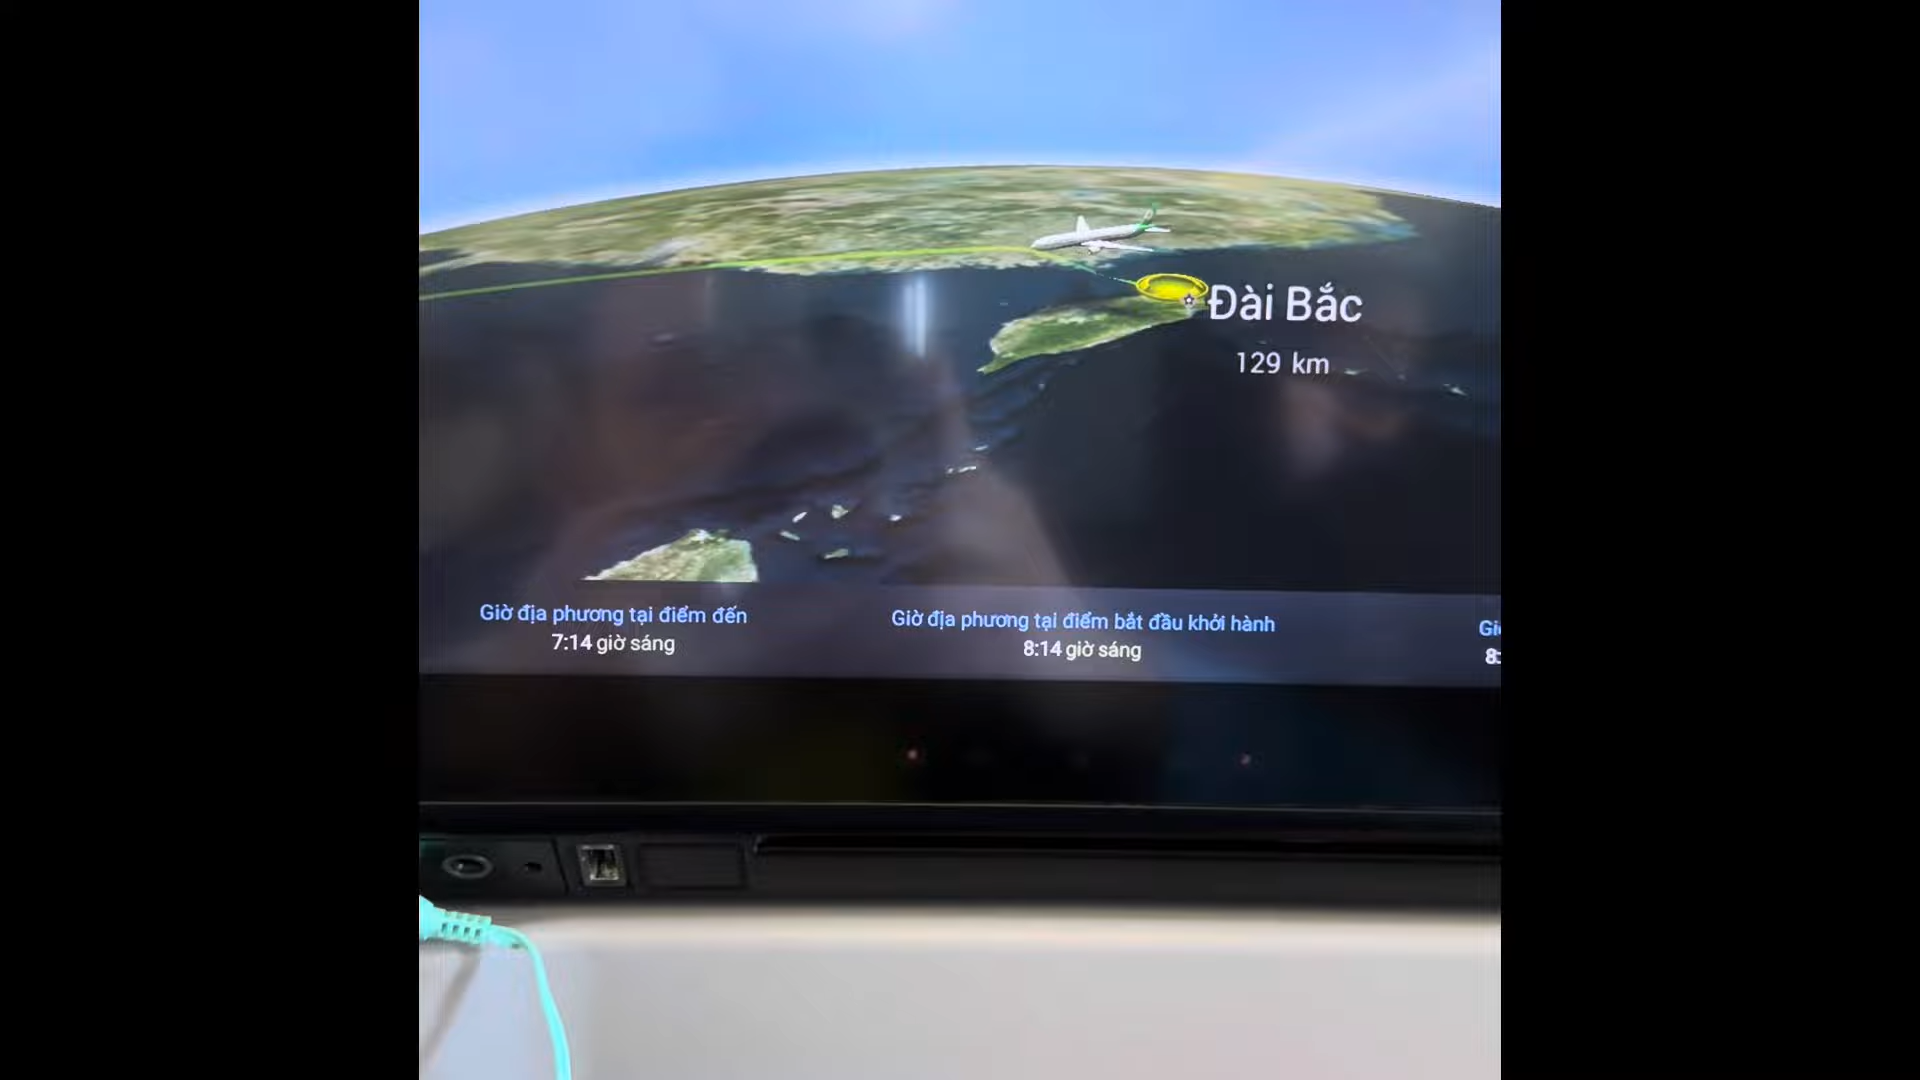 Đài Bắc
129 km
Giờ địa phương tại điểm đến
7:14 giờ sáng
Giờ địa phương tại điểm bắt đầu khởi hành
8:14 giờ sáng